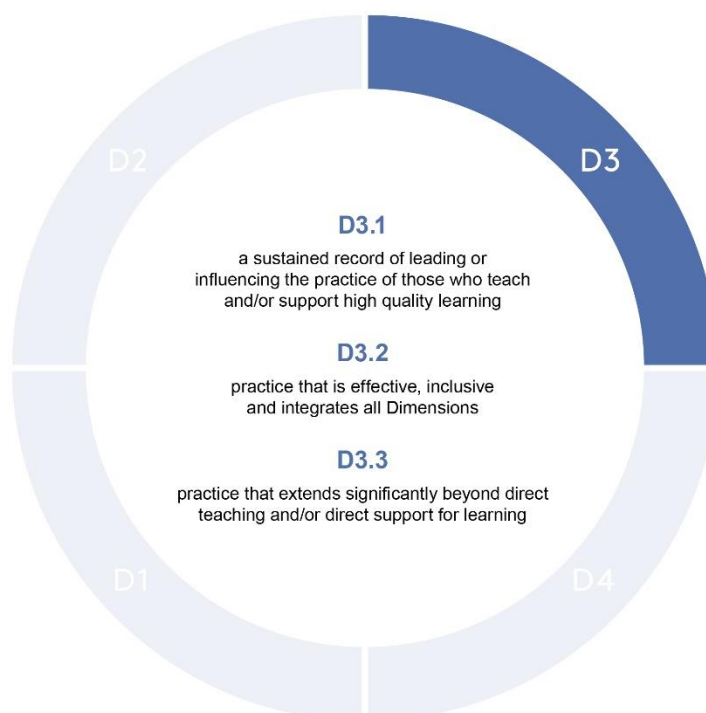 D2
D3
D3.1
a sustained record of leading or
influencing the practice of those who teach
and/or support high quality learning
D3.2
practice that is effective, inclusive
and integrates all Dimensions
D3.3
practice that extends significantly beyond direct
teaching and/or direct support for learning
D1
D4